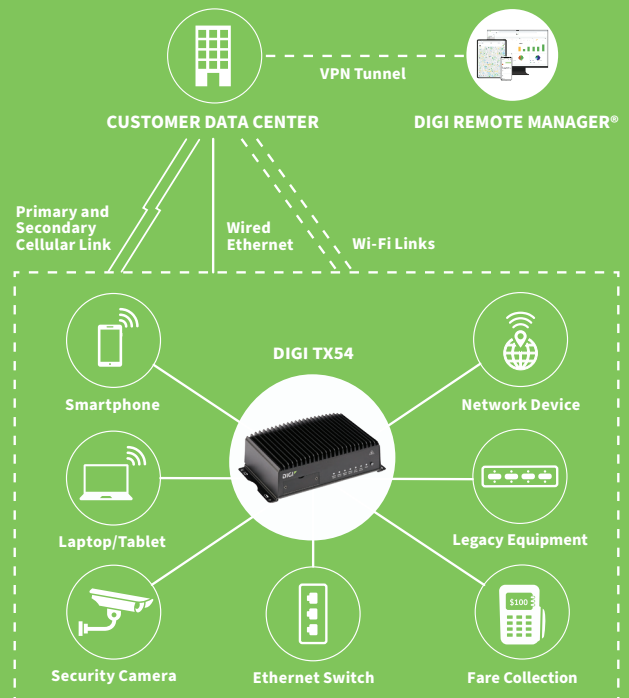 VPN Tunnel
CUSTOMER DATA CENTER
DIGI REMOTE MANAGER®
Primary and
Secondary
Cellular Link
Wired
Ethernet
Wi-Fi Links
DIGI TX54
Smartphone
Network Device
DIGI
Laptop/Tablet
Legacy Equipment
$100
Security Camera
Ethernet Switch
Fare Collection